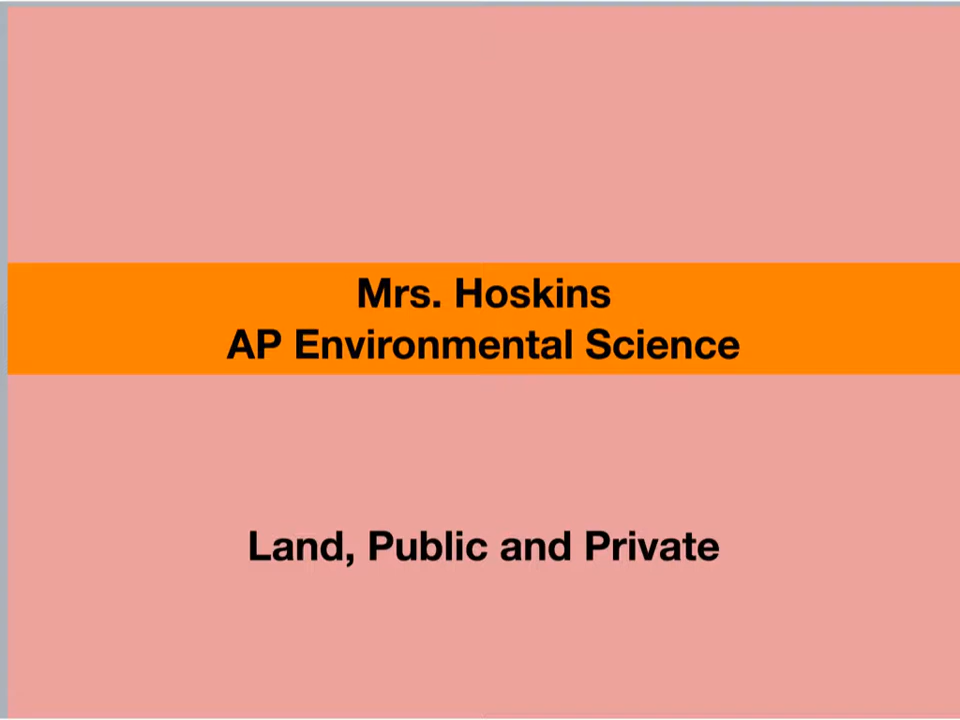 Mrs. Hoskins
AP Environmental Science
Land, Public and Private